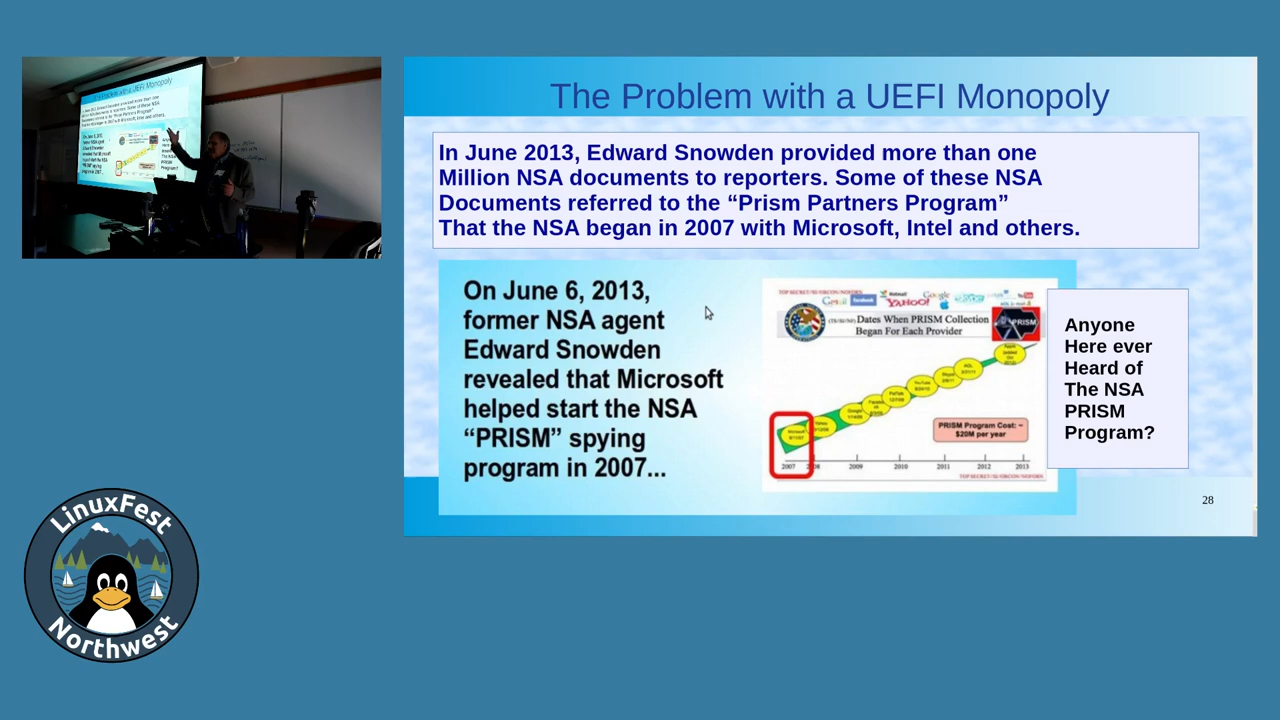 The Problem with a UEFI Monopoly
In June 2013, Edward Snowden provided more than one
Million NSA documents to reporters. Some of these NSA
Documents referred to the “Prism Partners Program”
That the NSA began in 2007 with Microsoft, Intel and others.
On June 6, 2013,
former NSA agent
Edward Snowden
revealed that Microsoft
helped start the NSA
“PRISM” spying
program in 2007...
Gmail
facebook
Hotmail
YAHOO!
Google
Dates When PRISM Collection
Began For Each Provider
PRISM
PRISM Program Cost: ~
$20M per year
2007
2009
2010
2011
2012
2013
Anyone
Here ever
Heard of
The NSA
PRISM
Program?
28
LinuxFest
Northwest